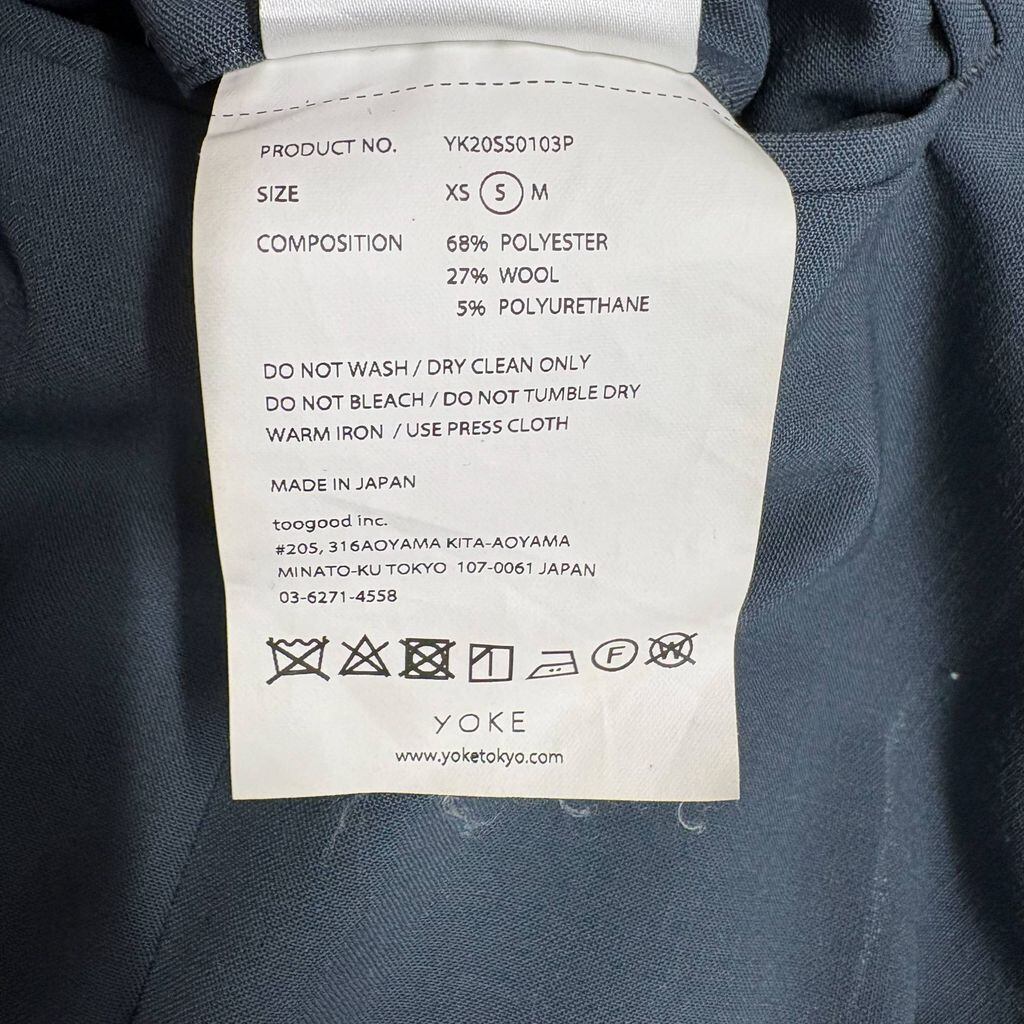 PRODUCT NO. YK20SS0103P
SIZE XS S M
COMPOSITION 68% POLYESTER
27% WOOL
5% POLYURETHANE
DO NOT WASH / DRY CLEAN ONLY
DO NOT BLEACH / DO NOT TUMBLE DRY
WARM IRON / USE PRESS CLOTH
MADE IN JAPAN
toogood inc.
#205, 316AOYAMA KITA-AOYAMA
MINATO-KU TOKYO 107-0061 JAPAN
03-6271-4558
F W
YOKE
www.yoketokyo.com